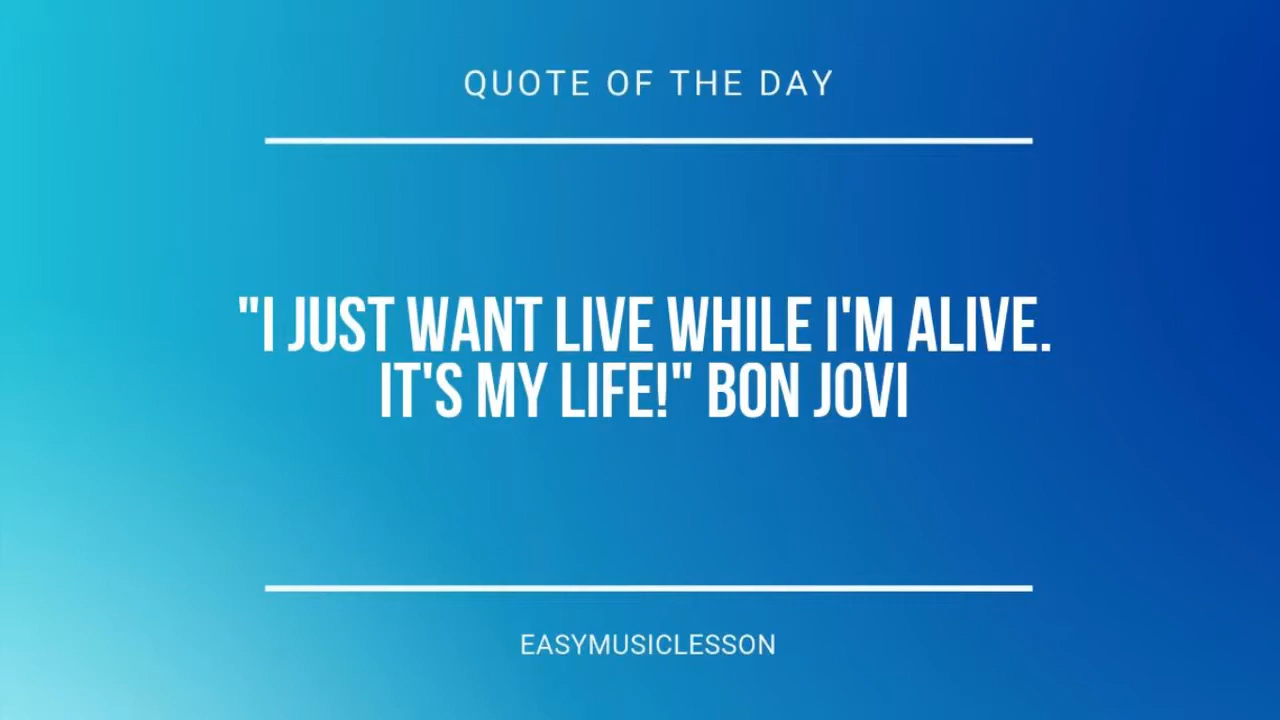 QUOTE OF THE DAY
"I JUST WANT LIVE WHILE I'M ALIVE.
IT'S MY LIFE!" BON JOVI
EASYMUSICLESSON